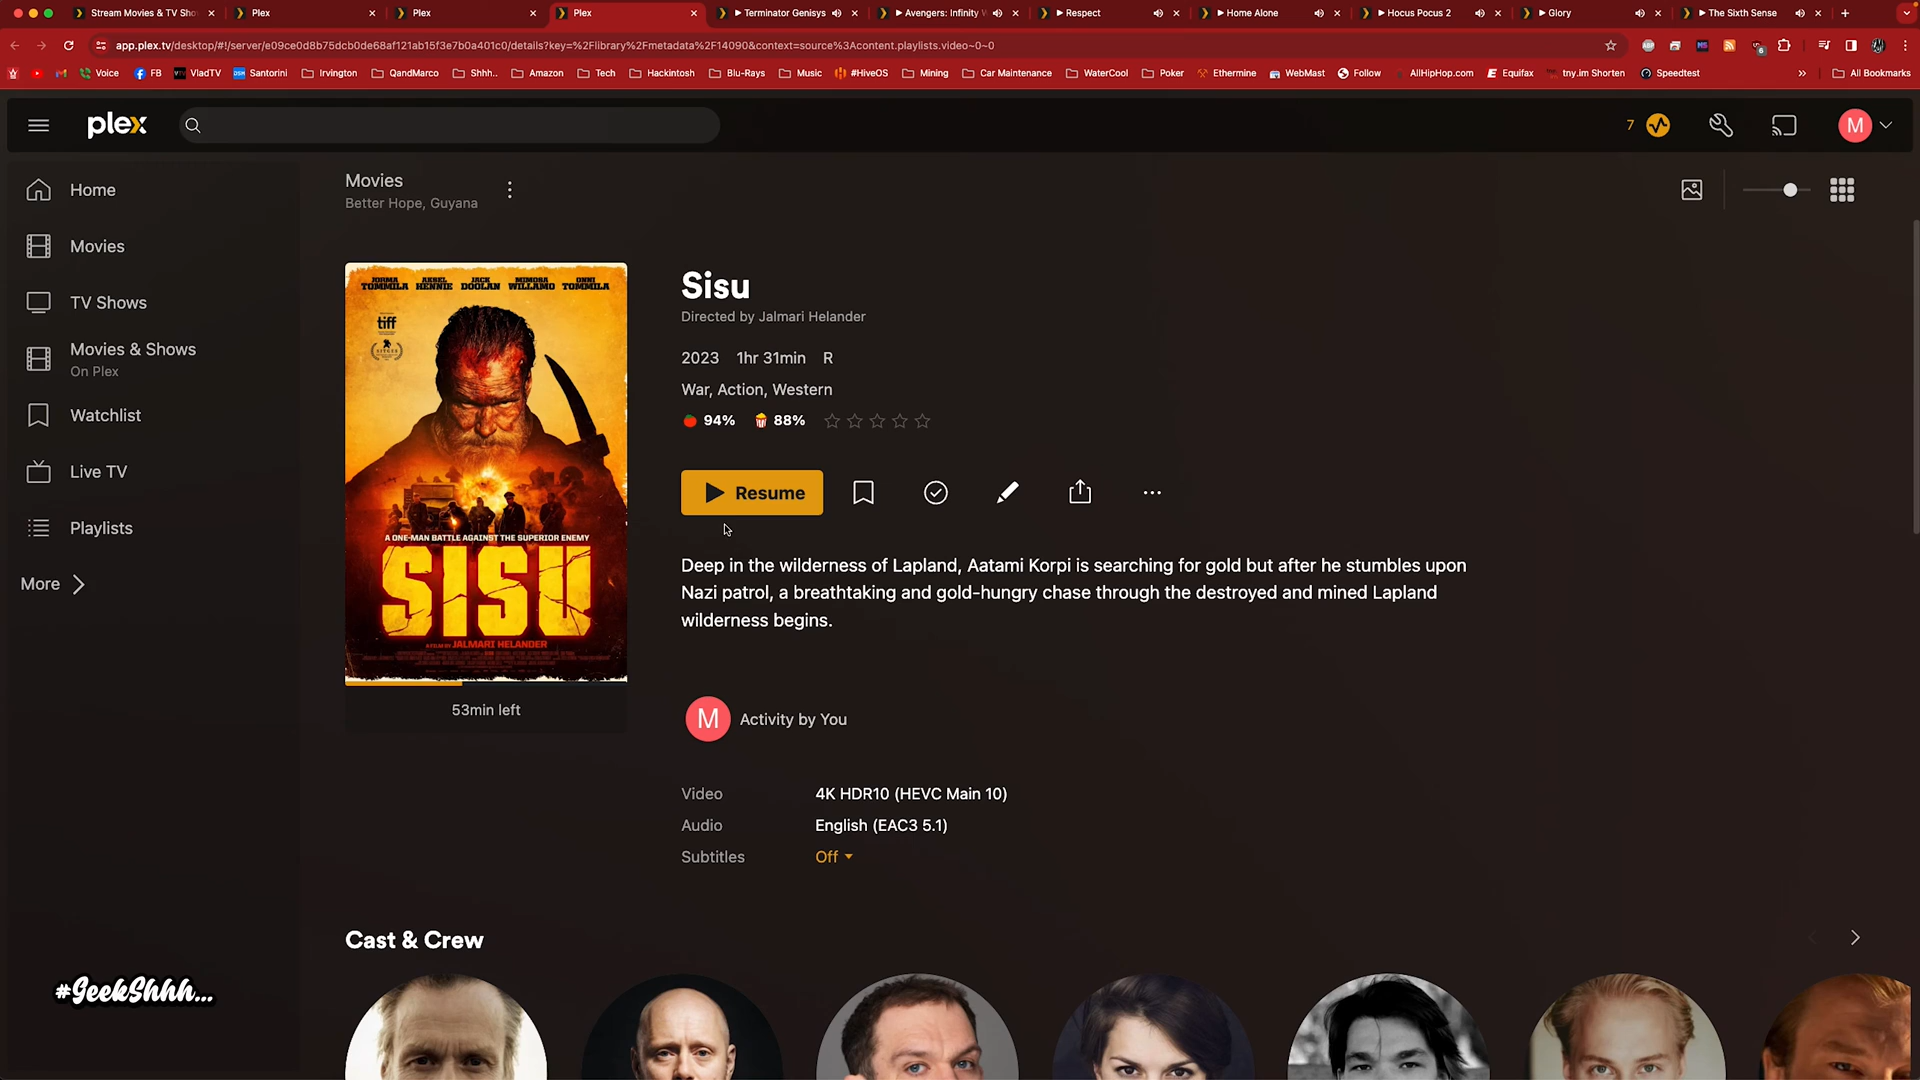 Stream Movies & TV Sho
Plex
Plex
Plex
Terminator Genisys
Avengers: Infinity W
Respect
Home Alone
Hocus Pocus 2
Glory
The Sixth Sense
app.plex.tv/desktop/#!/server/e09ce0d8b75dcb0de68af121ab15f3e7b0a401c0/details?key=%2Flibrary%2Fmetadata%2F14090&context=source%3Acontent.playlists.video~0~0
Voice
FB
VladTV
Santorini
Irvington
QandMarco
Shhh..
Amazon
Tech
Hackintosh
Blu-Rays
Music
#HiveOS
Mining
Car Maintenance
WaterCool
Poker
Ethermine
WebMast
Follow
AllHipHop.com
Equifax
tny.im Shorten
Speedtest
All Bookmarks
plex
7
M
Home
Movies
TV Shows
Movies & Shows
On Plex
Watchlist
Live TV
Playlists
More
Movies
Better Hope, Guyana
JORMA TOMMILA AKSEL HENNIE JACK DOOLAN MIMOSA WILLAMO ONNI TOMMILA
tiff
A ONE-MAN BATTLE AGAINST THE SUPERIOR ENEMY
SISU
A FILM BY JALMARI HELANDER
53min left
Sisu
Directed by Jalmari Helander
2023 1hr 31min R
War, Action, Western
94% 88%
Resume
Deep in the wilderness of Lapland, Aatami Korpi is searching for gold but after he stumbles upon
Nazi patrol, a breathtaking and gold-hungry chase through the destroyed and mined Lapland
wilderness begins.
M
Activity by You
Video 4K HDR10 (HEVC Main 10)
Audio English (EAC3 5.1)
Subtitles Off
Cast & Crew
#GeekShhh...